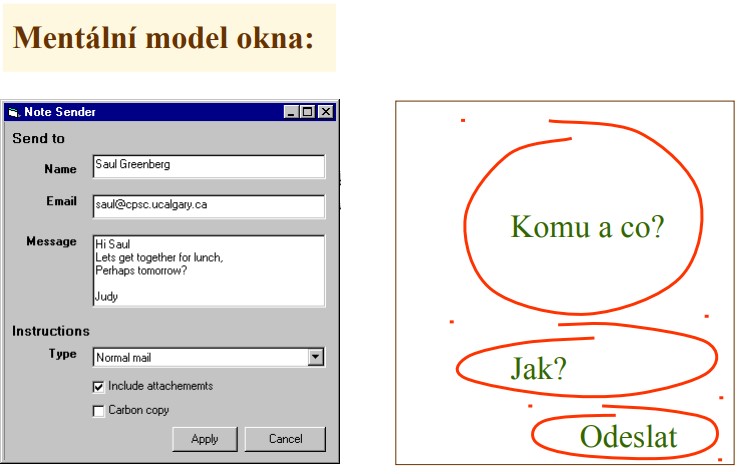 Mentální model okna:
Note Sender
Send to
Name
Saul Greenberg
Email
saul@cpsc.ucalgary.ca
Message
Hi Saul
Lets get together for lunch,
Perhaps tomorrow?
Judy
Instructions
Type
Normal mail
Include attachememts
Carbon copy
Apply
Cancel
Komu a co?
Jak?
Odeslat